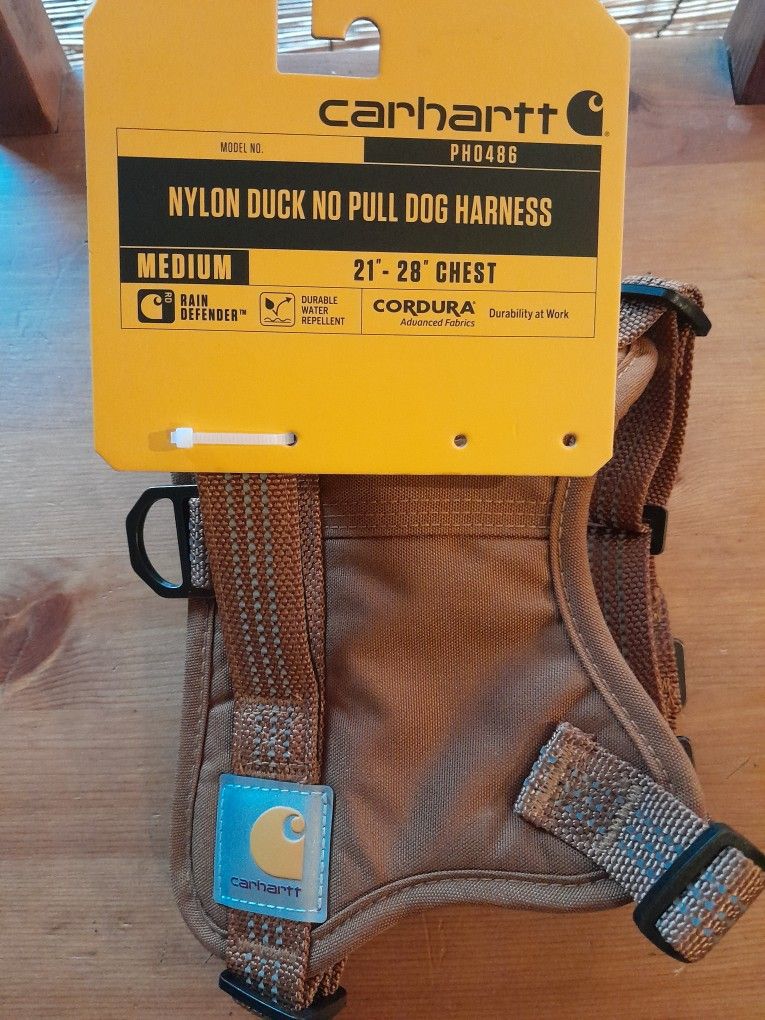 carhartt
MODEL NO. PH0486
NYLON DUCK NO PULL DOG HARNESS
MEDIUM 21"- 28" CHEST
RD RAIN DEFENDER™
DURABLE WATER REPELLENT
CORDURA® Advanced Fabrics
Durability at Work
carhartt